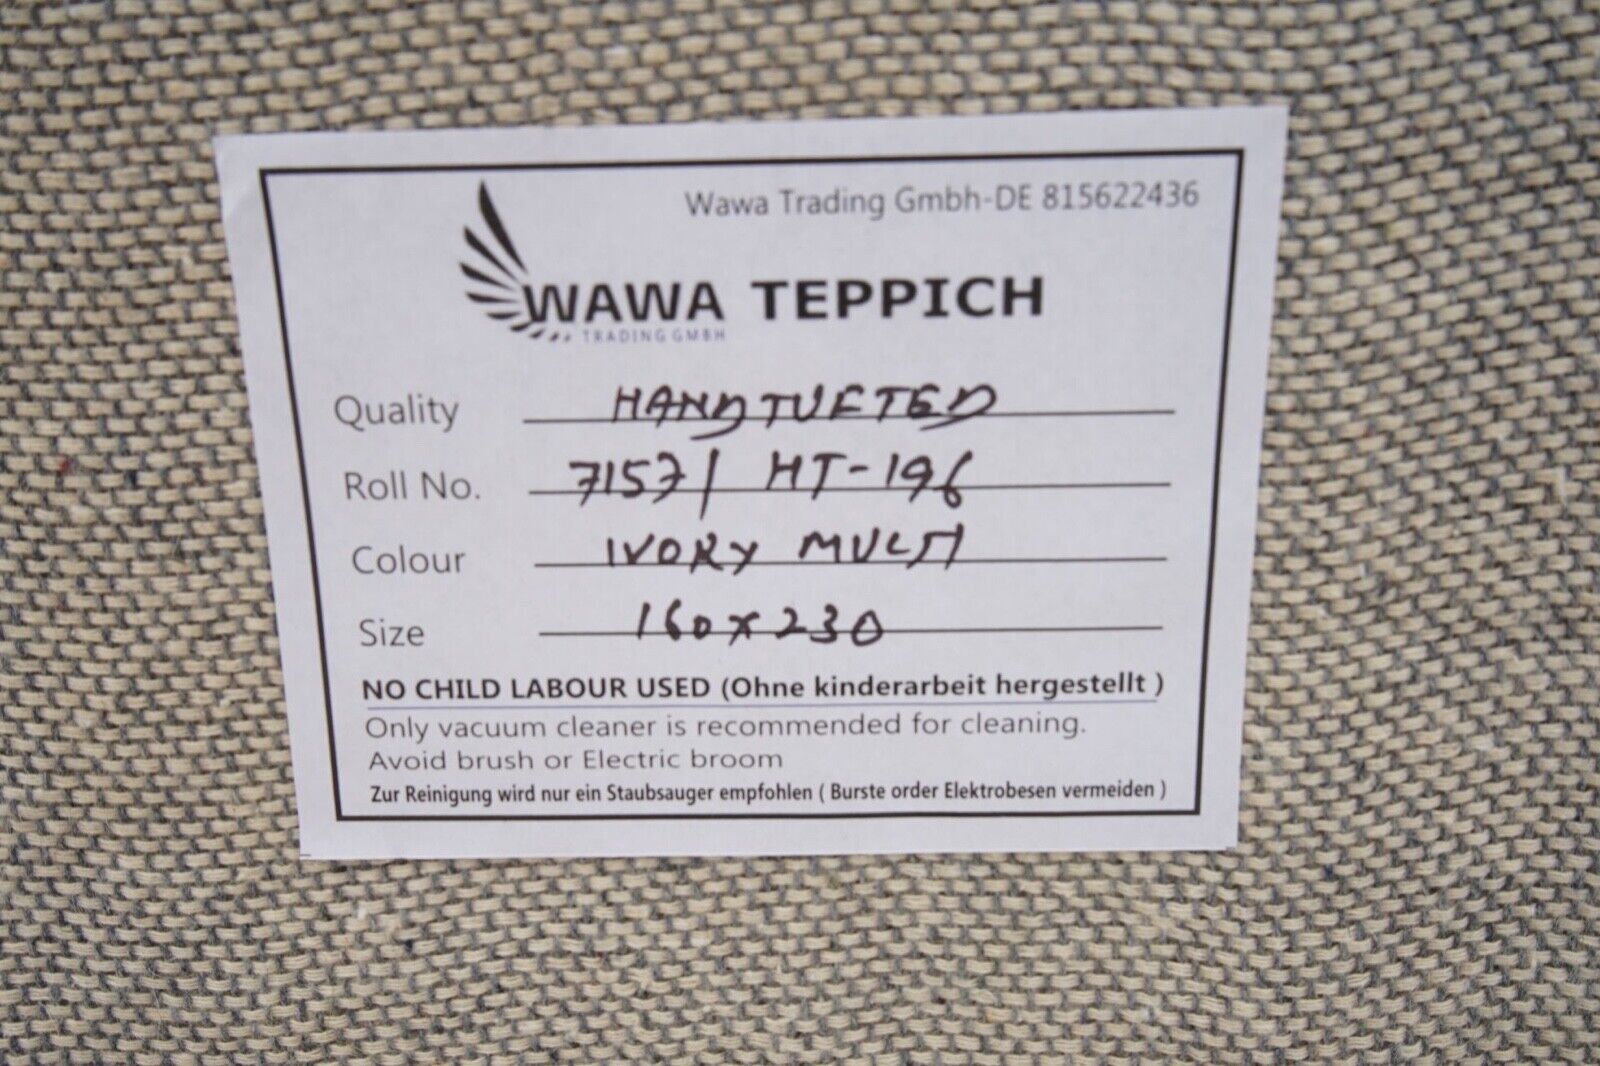 Wawa Trading Gmbh-DE 815622436
WAWA TEPPICH
TRADING GMBH
Quality HANDTUFTED
Roll No. 7157/ HT-196
Colour IVORY MULTI
Size 160x230
NO CHILD LABOUR USED (Ohne kinderarbeit hergestellt )
Only vacuum cleaner is recommended for cleaning.
Avoid brush or Electric broom
Zur Reinigung wird nur ein Staubsauger empfohlen ( Burste order Elektrobesen vermeiden )